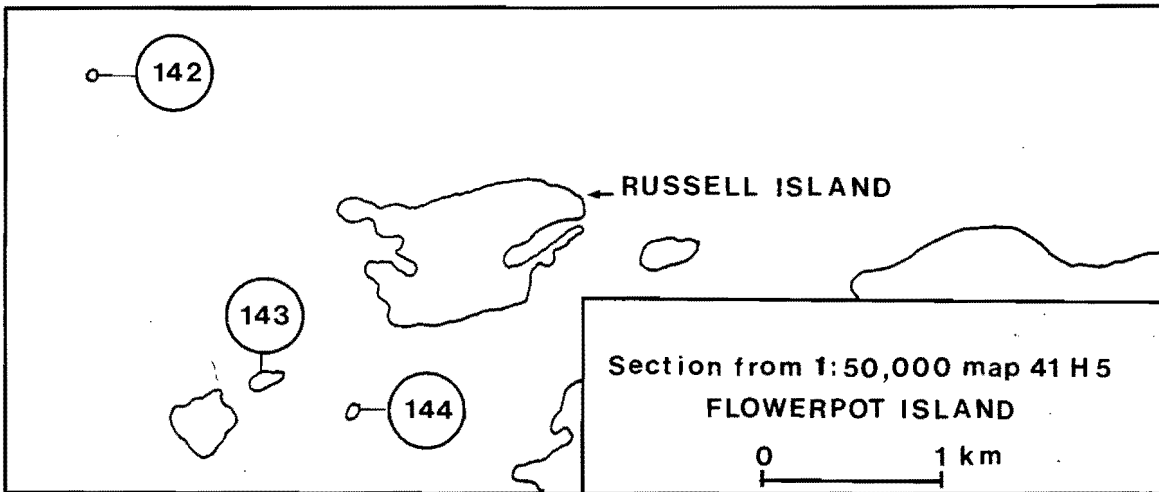 142
RUSSELL ISLAND
143
144
Section from 1:50,000 map 41 H 5
FLOWERPOT ISLAND
0 1 km